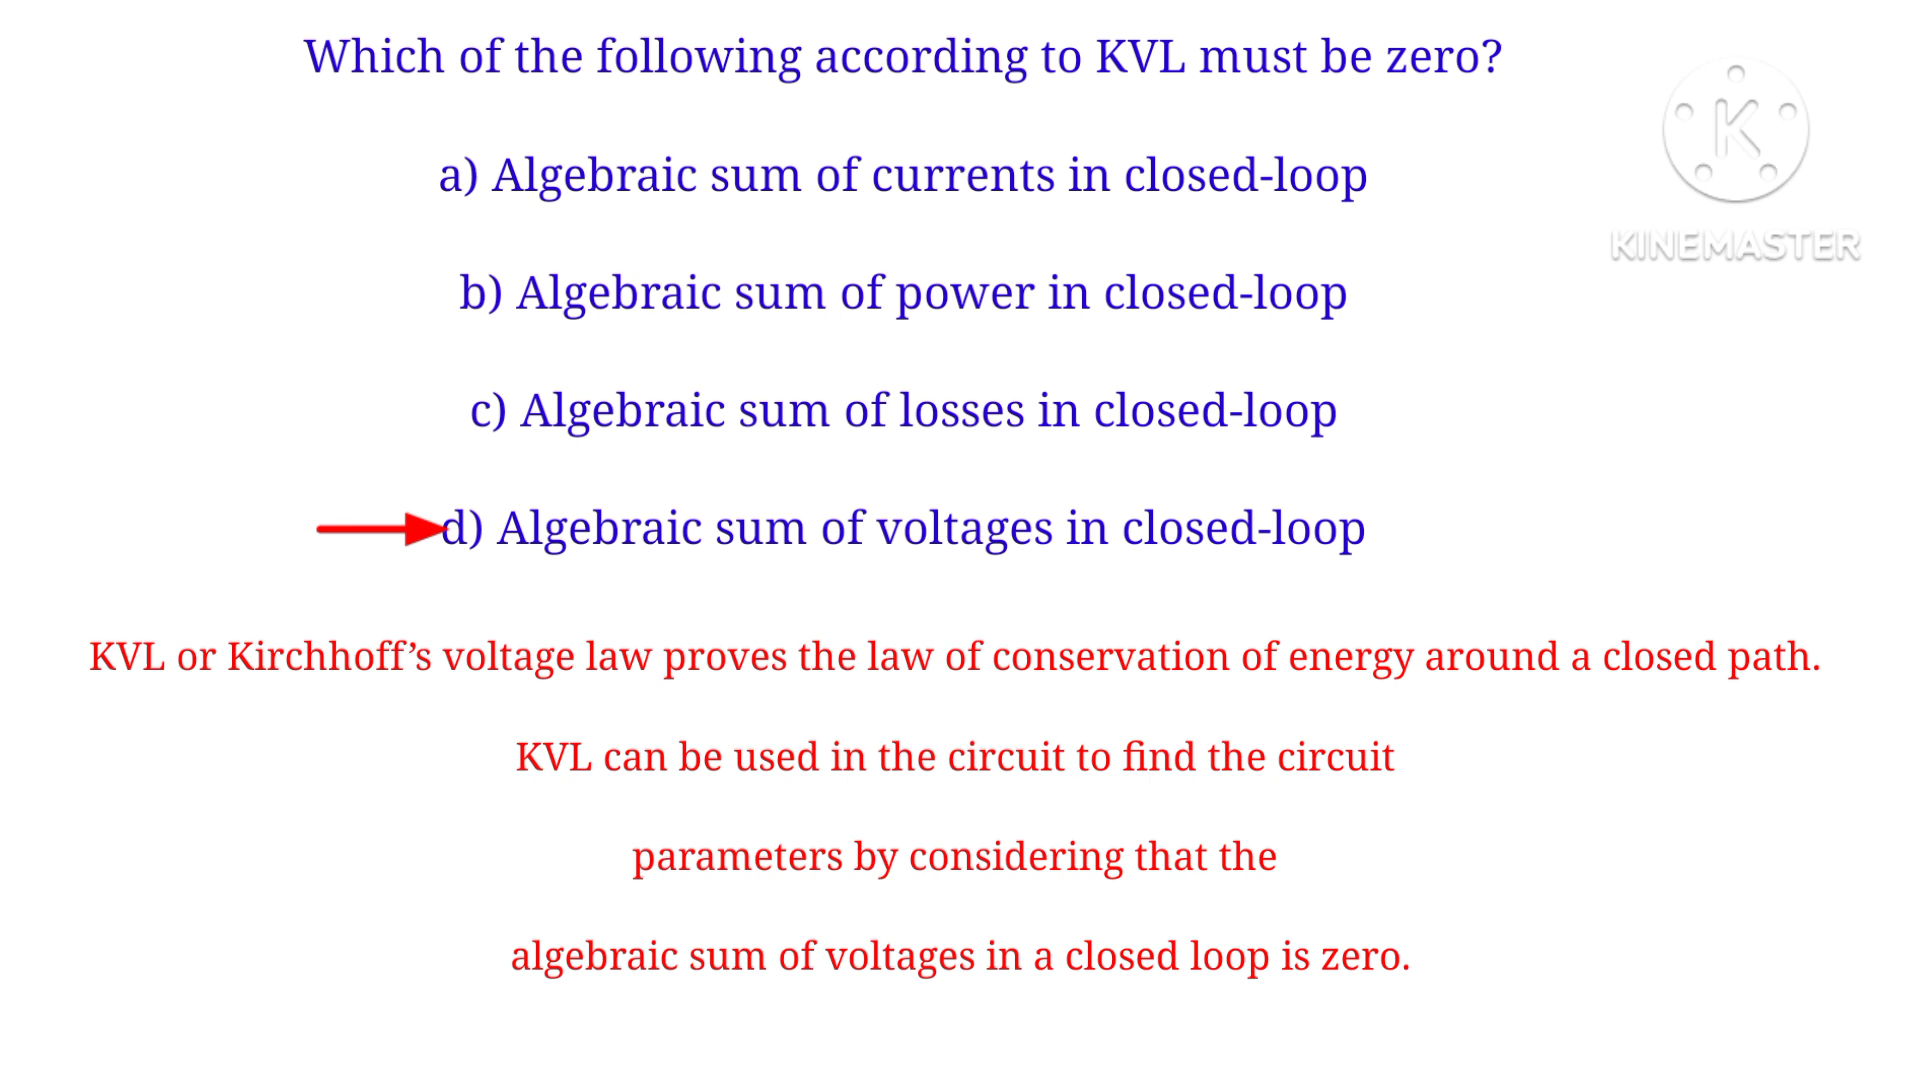 Which of the following according to KVL must be zero?
a) Algebraic sum of currents in closed-loop
b) Algebraic sum of power in closed-loop
c) Algebraic sum of losses in closed-loop
d) Algebraic sum of voltages in closed-loop
KVL or Kirchhoff’s voltage law proves the law of conservation of energy around a closed path.
KVL can be used in the circuit to find the circuit
parameters by considering that the
algebraic sum of voltages in a closed loop is zero.
K
KINEMASTER